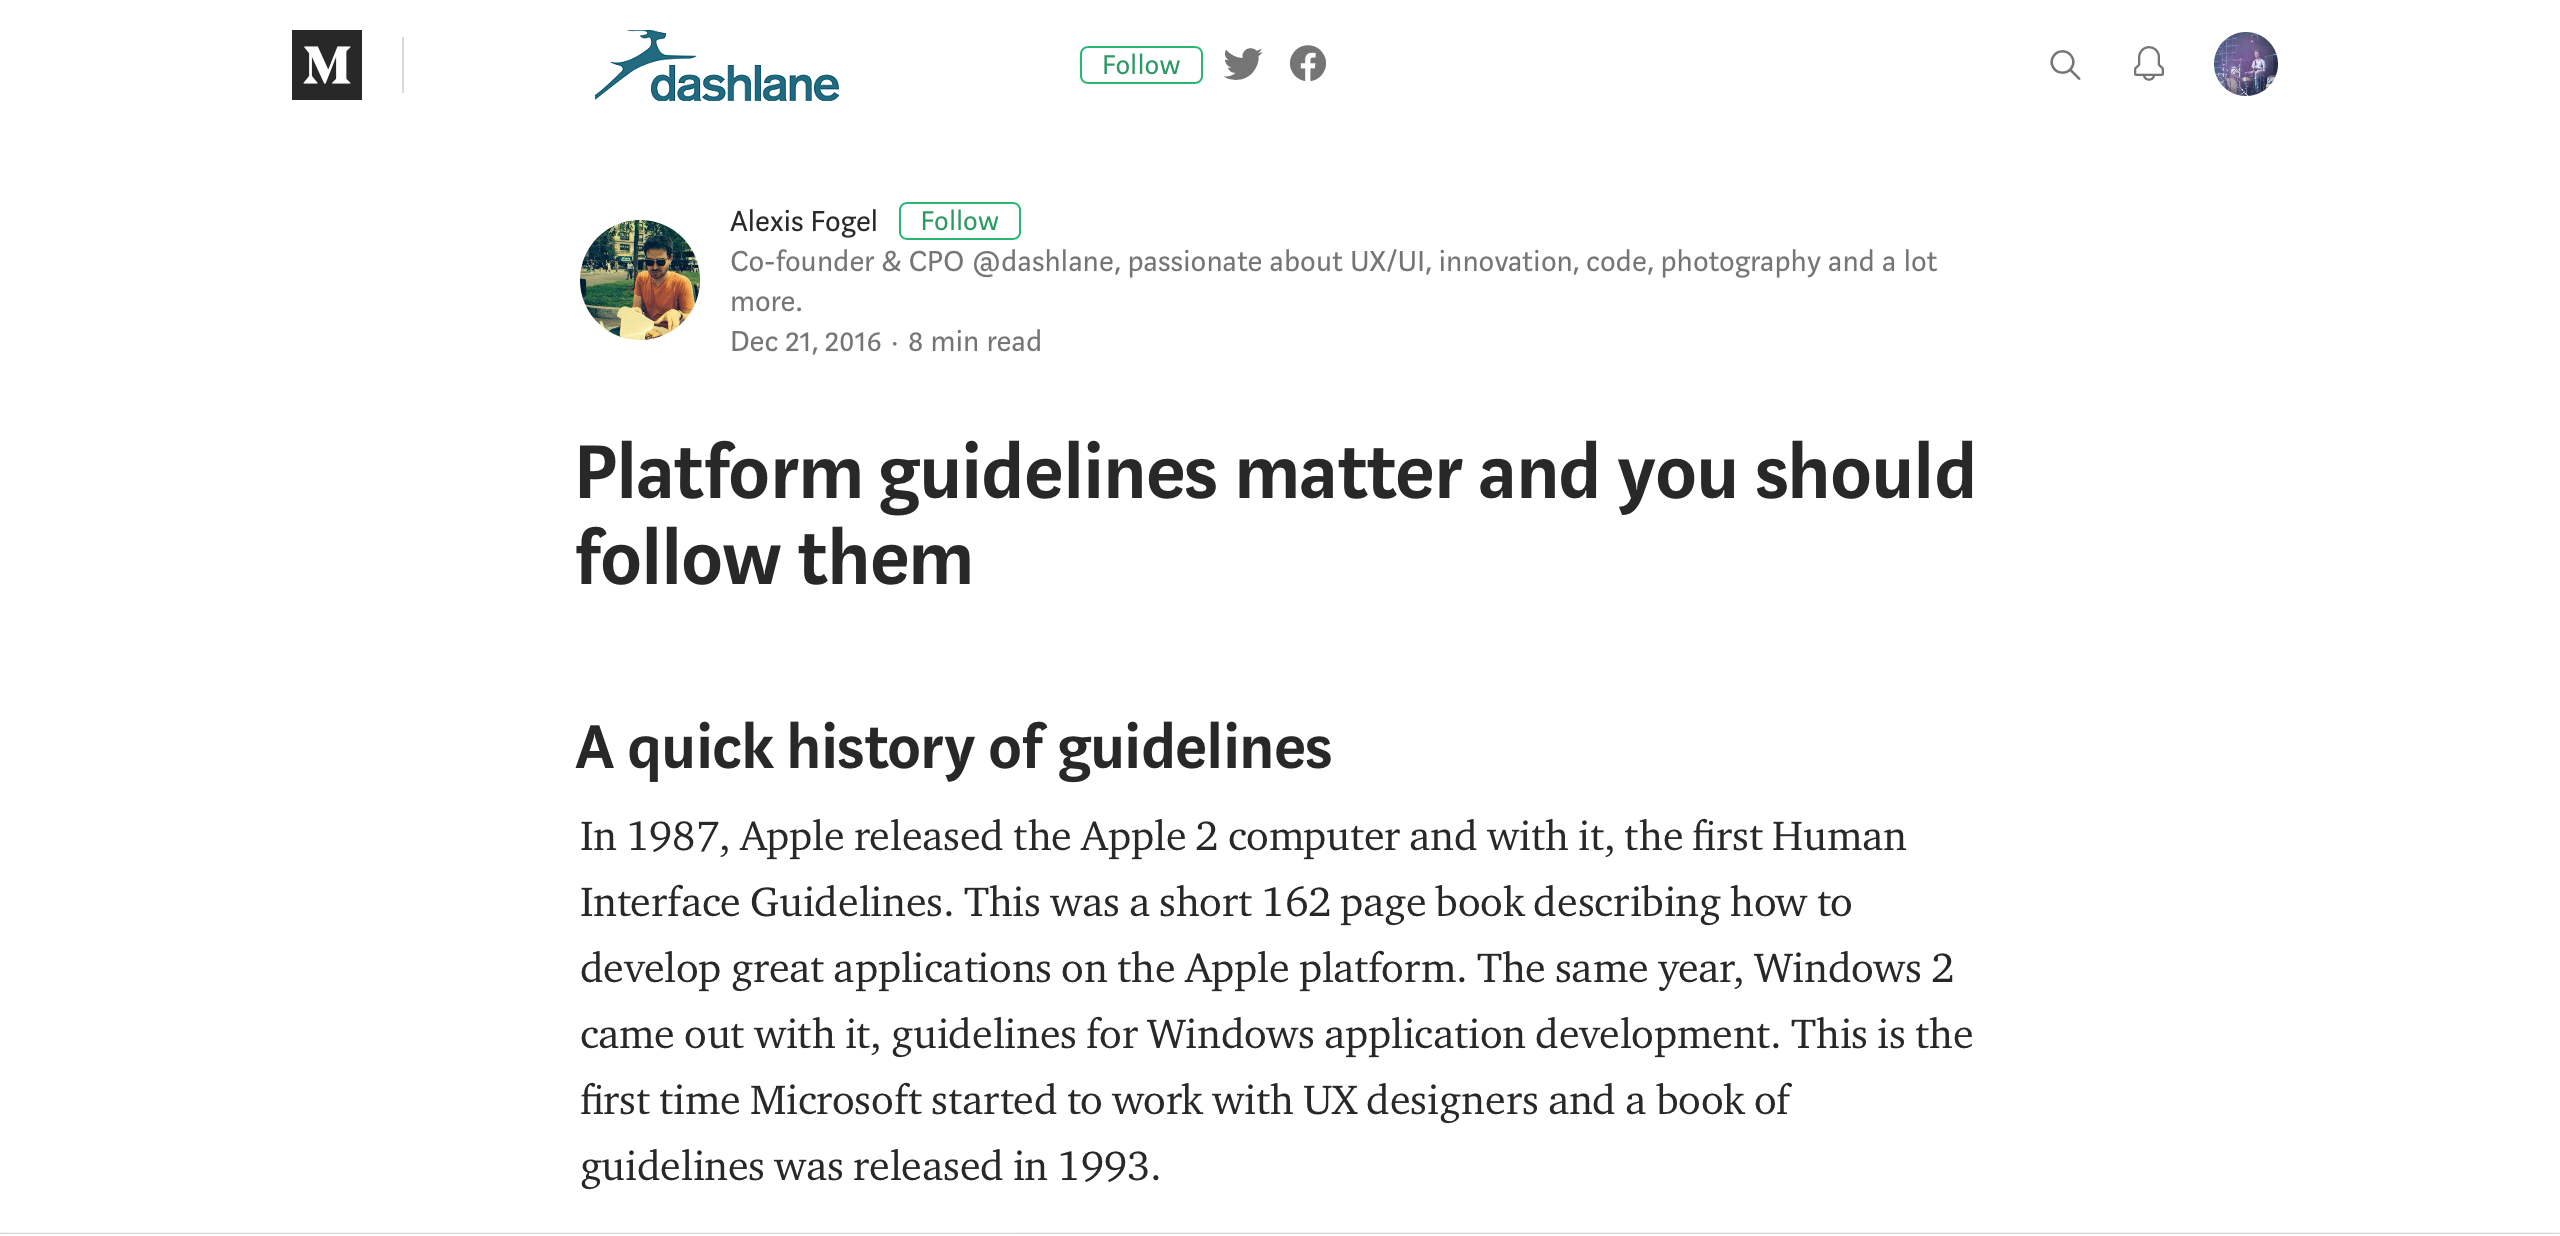 M
dashlane
Follow
Alexis Fogel
Follow
Co-founder & CPO @dashlane, passionate about UX/UI, innovation, code, photography and a lot
more.
Dec 21, 2016 · 8 min read
Platform guidelines matter and you should
follow them
A quick history of guidelines
In 1987, Apple released the Apple 2 computer and with it, the first Human
Interface Guidelines. This was a short 162 page book describing how to
develop great applications on the Apple platform. The same year, Windows 2
came out with it, guidelines for Windows application development. This is the
first time Microsoft started to work with UX designers and a book of
guidelines was released in 1993.